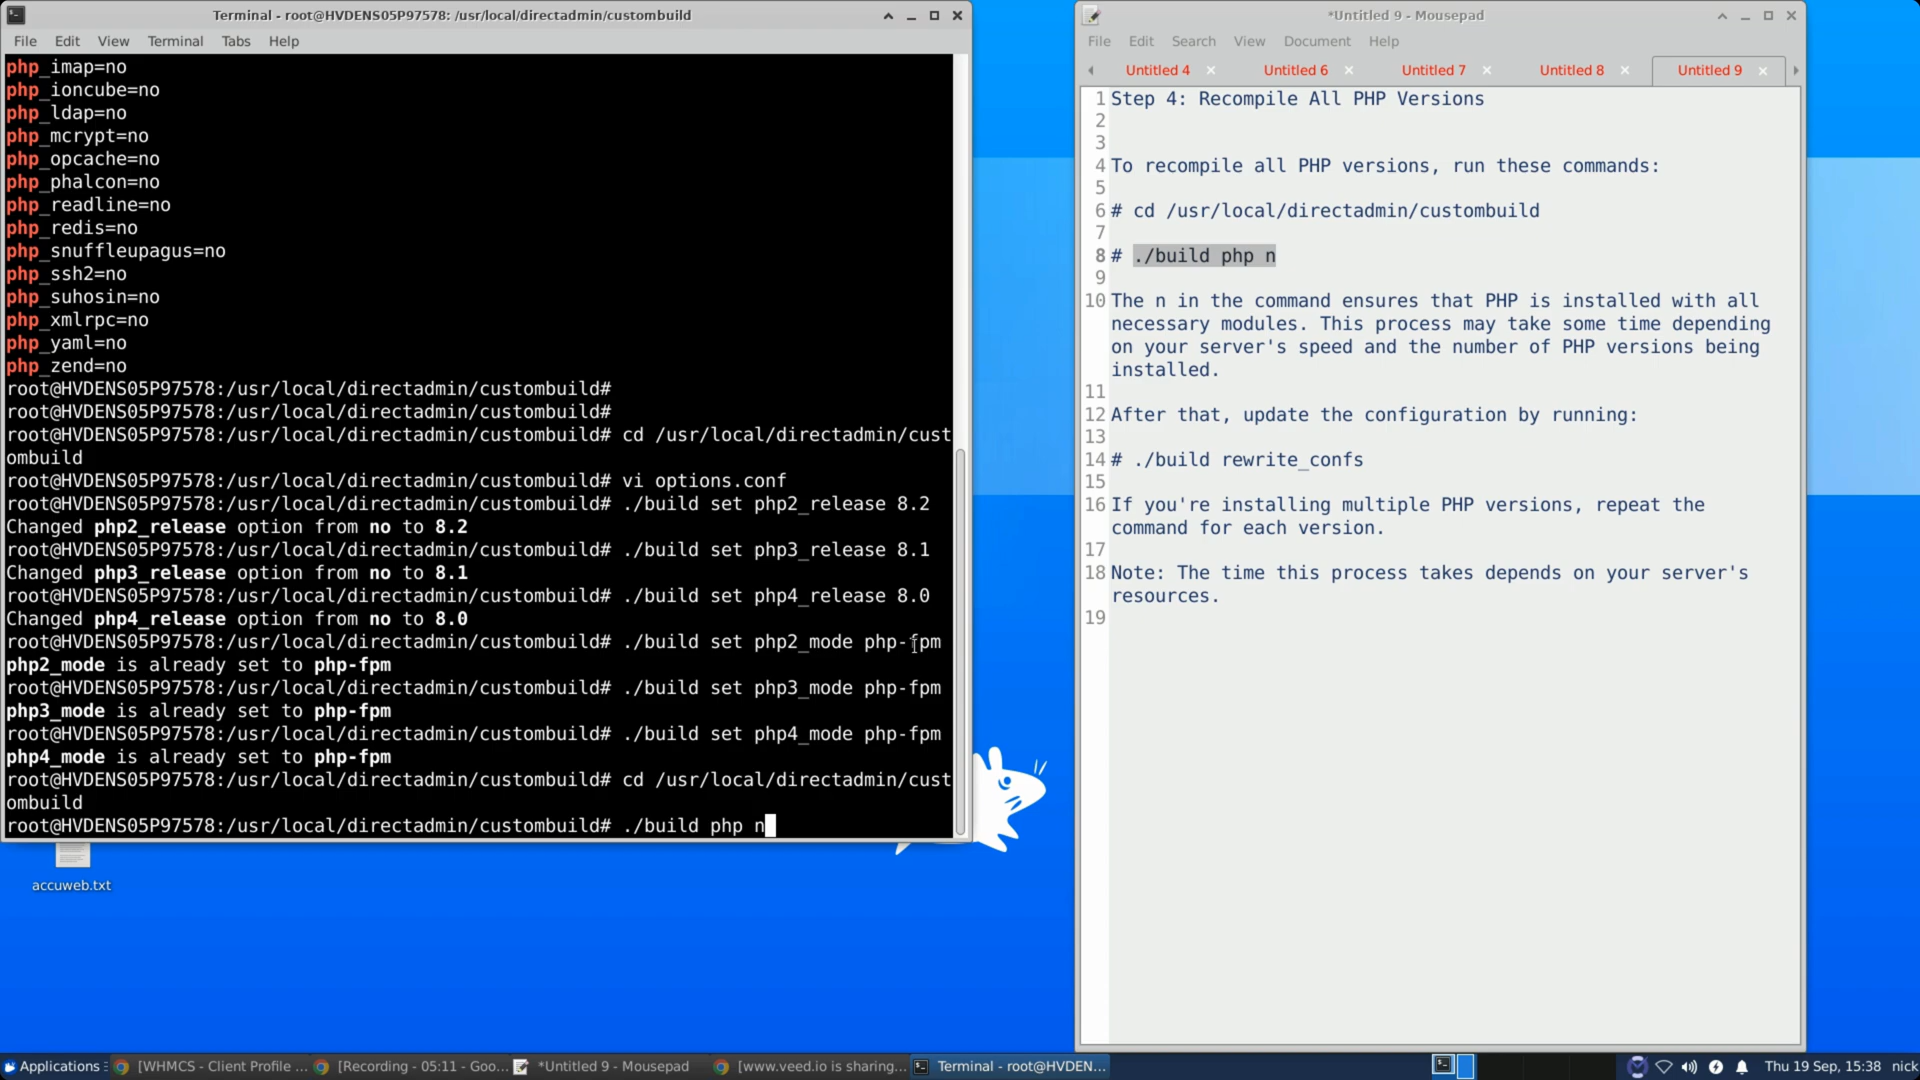 Terminal - root@HVDENS05P97578: /usr/local/directadmin/custombuild
File Edit View Terminal Tabs Help
php_imap=no
php_ioncube=no
php_ldap=no
php_mcrypt=no
php_opcache=no
php_phalcon=no
php_readline=no
php_redis=no
php_snuffleupagus=no
php_ssh2=no
php_suhosin=no
php_xmlrpc=no
php_yaml=no
php_zend=no
root@HVDENS05P97578:/usr/local/directadmin/custombuild#
root@HVDENS05P97578:/usr/local/directadmin/custombuild#
root@HVDENS05P97578:/usr/local/directadmin/custombuild# cd /usr/local/directadmin/cust
ombuild
root@HVDENS05P97578:/usr/local/directadmin/custombuild# vi options.conf
root@HVDENS05P97578:/usr/local/directadmin/custombuild# ./build set php2_release 8.2
Changed php2_release option from no to 8.2
root@HVDENS05P97578:/usr/local/directadmin/custombuild# ./build set php3_release 8.1
Changed php3_release option from no to 8.1
root@HVDENS05P97578:/usr/local/directadmin/custombuild# ./build set php4_release 8.0
Changed php4_release option from no to 8.0
root@HVDENS05P97578:/usr/local/directadmin/custombuild# ./build set php2_mode php-fpm
php2_mode is already set to php-fpm
root@HVDENS05P97578:/usr/local/directadmin/custombuild# ./build set php3_mode php-fpm
php3_mode is already set to php-fpm
root@HVDENS05P97578:/usr/local/directadmin/custombuild# ./build set php4_mode php-fpm
php4_mode is already set to php-fpm
root@HVDENS05P97578:/usr/local/directadmin/custombuild# cd /usr/local/directadmin/cust
ombuild
root@HVDENS05P97578:/usr/local/directadmin/custombuild# ./build php n
accuweb.txt
*Untitled 9 - Mousepad
File Edit Search View Document Help
Untitled 4 Untitled 6 Untitled 7 Untitled 8 Untitled 9
1 Step 4: Recompile All PHP Versions
2
3
4 To recompile all PHP versions, run these commands:
5
6 # cd /usr/local/directadmin/custombuild
7
8 # ./build php n
9
10 The n in the command ensures that PHP is installed with all
necessary modules. This process may take some time depending
on your server's speed and the number of PHP versions being
installed.
11
12 After that, update the configuration by running:
13
14 # ./build rewrite_confs
15
16 If you're installing multiple PHP versions, repeat the
command for each version.
17
18 Note: The time this process takes depends on your server's
resources.
19
Applications [WHMCS - Client Profile ... [Recording - 05:11 - Goo... *Untitled 9 - Mousepad [www.veed.io is sharing... Terminal - root@HVDEN... Thu 19 Sep, 15:38 nick